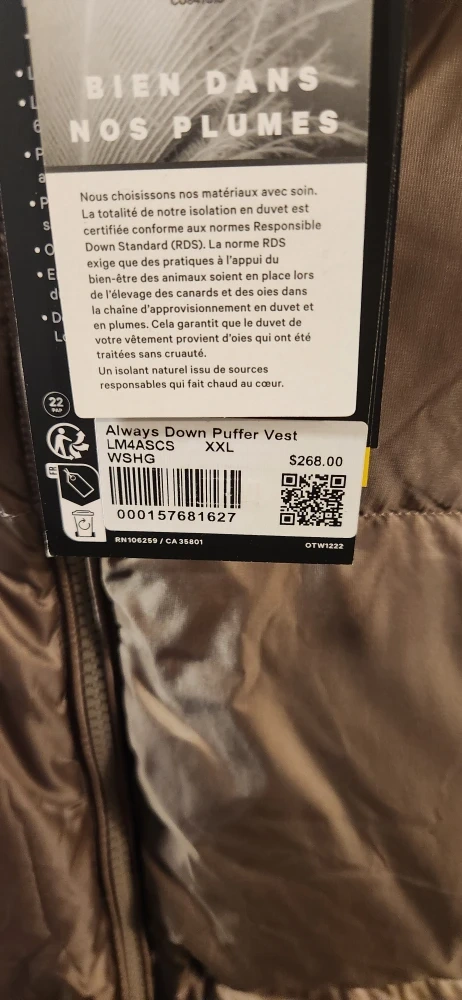 BIEN DANS
NOS PLUMES
Nous choisissons nos matériaux avec soin.
La totalité de notre isolation en duvet est
certifiée conforme aux normes Responsible
Down Standard (RDS). La norme RDS
exige que des pratiques à l'appui du
bien-être des animaux soient en place lors
de l'élevage des canards et des oies dans
la chaine d'approvisionnement en duvet et
en plumes. Cela garantit que le duvet de
votre vêtement provient d'oies qui ont été
traitées sans cruauté.
Un isolant naturel issu de sources
responsables qui fait chaud au cœur.
22
PAP
Always Down Puffer Vest
LM4ASCS XXL
WSHG $268.00
FR
000157681627
RN106259 / CA 35801 OTW1222